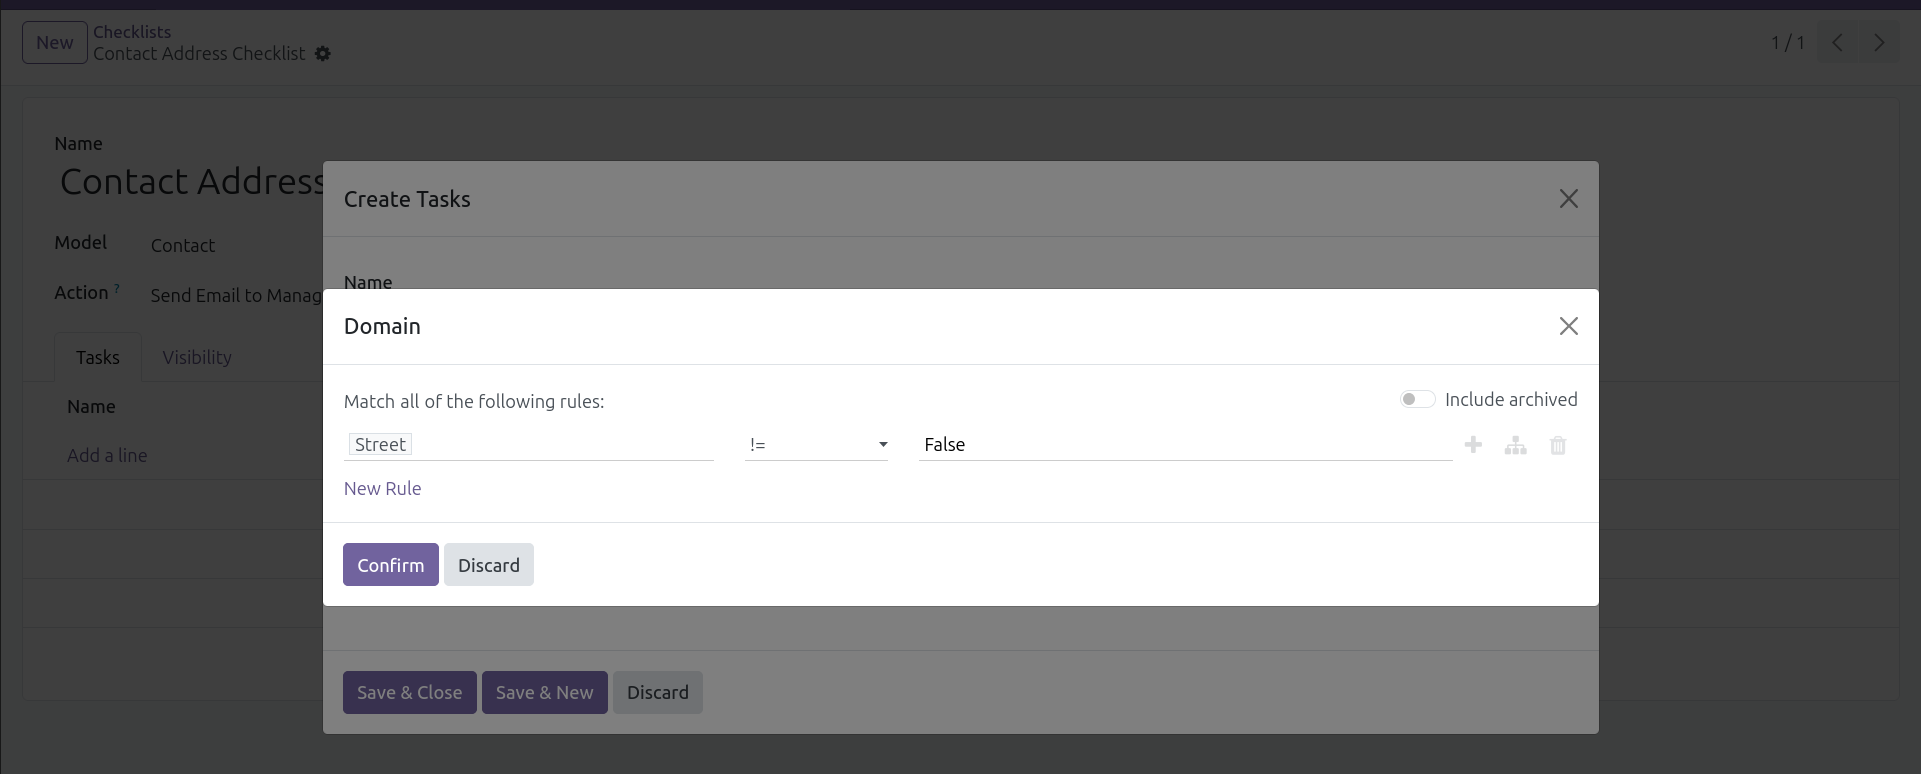 New
Checklists
Contact Address Checklist
1 / 1
Name
Contact Address
Model
Contact
Action ?
Send Email to Manag
Tasks
Visibility
Name
Add a line
Create Tasks
Name
Domain
Match all of the following rules:
Include archived
Street
!=
False
New Rule
Confirm
Discard
Save & Close
Save & New
Discard